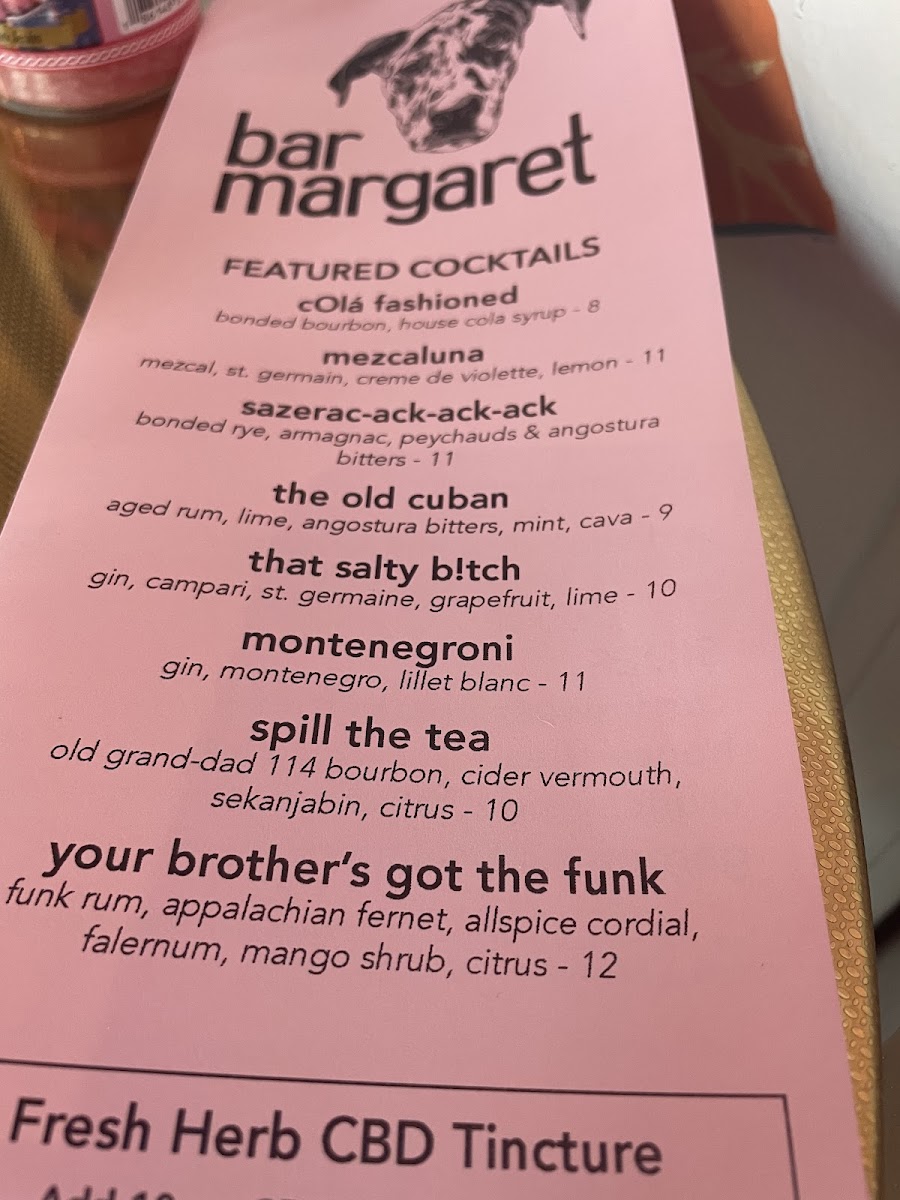 bar
margaret
FEATURED COCKTAILS
cOlá fashioned
bonded bourbon, house cola syrup - 8
mezcaluna
mezcal, st. germain, creme de violette, lemon - 11
sazerac-ack-ack-ack
bonded rye, armagnac, peychauds & angostura
bitters - 11
the old cuban
aged rum, lime, angostura bitters, mint, cava - 9
that salty b!tch
gin, campari, st. germaine, grapefruit, lime - 10
montenegroni
gin, montenegro, lillet blanc - 11
spill the tea
old grand-dad 114 bourbon, cider vermouth,
sekanjabin, citrus - 10
your brother's got the funk
funk rum, appalachian fernet, allspice cordial,
falernum, mango shrub, citrus - 12
Fresh Herb CBD Tincture